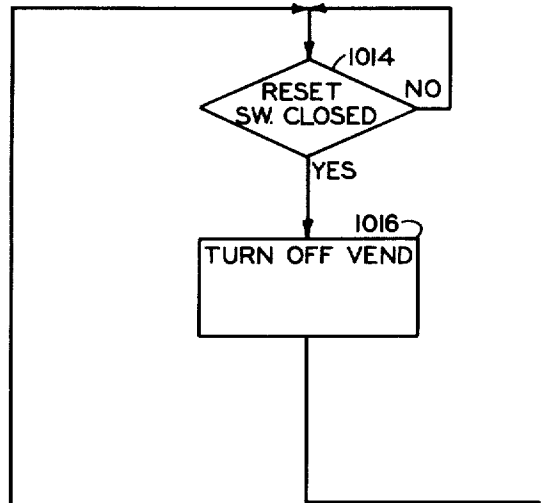 1014
RESET
SW. CLOSED
NO
YES
1016
TURN OFF VEND